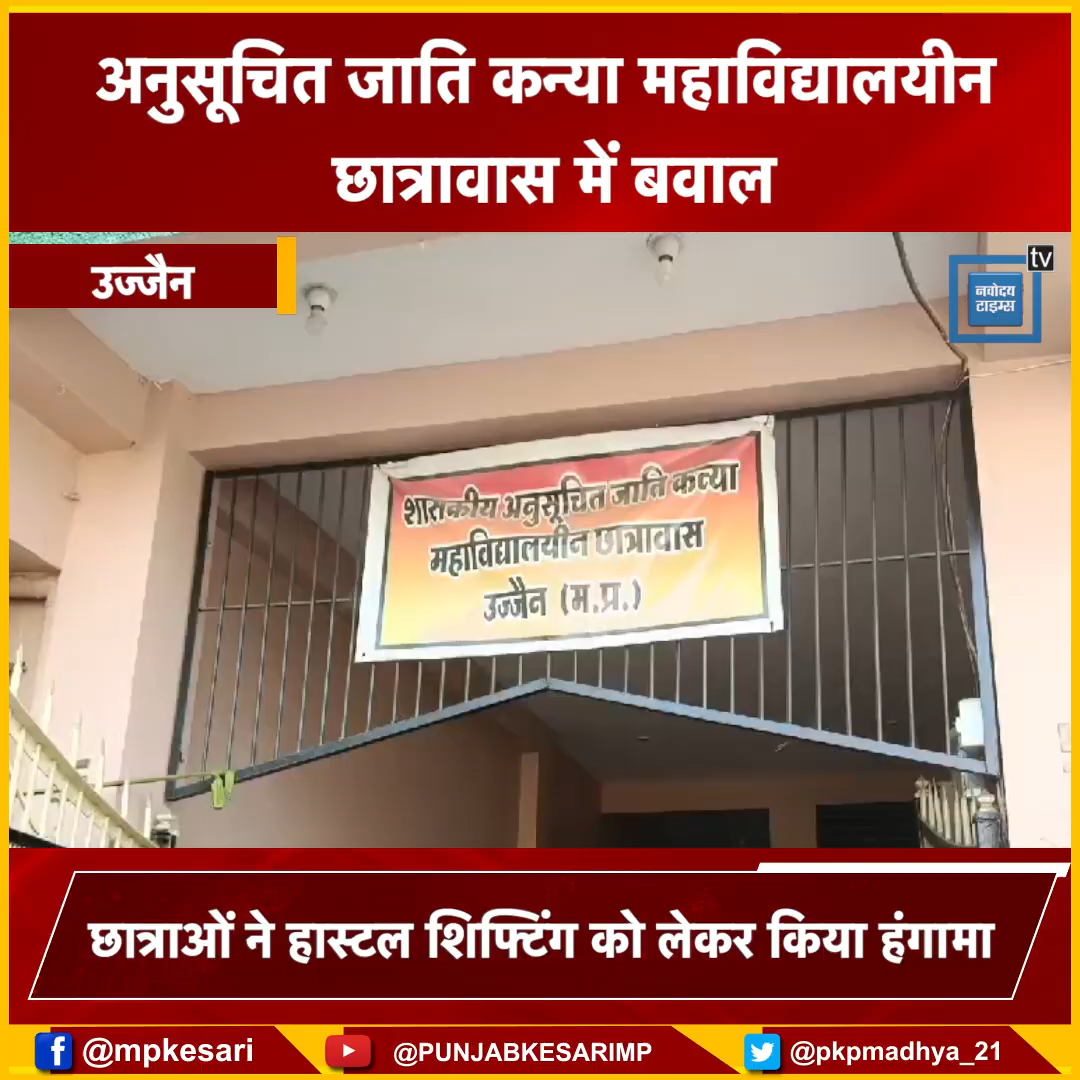 अनुसूचित जाति कन्या महाविद्यालयीन
छात्रावास में बवाल
उज्जैन
tv
नवोदय
टाइम्स
शासकीय अनुसूचित जाति कन्या
महाविद्यालयीन छात्रावास
उज्जैन (म.प्र.)
छात्राओं ने हास्टल शिफ्टिंग को लेकर किया हंगामा
@mpkesari
@PUNJABKESARIMP
@pkpmadhya_21